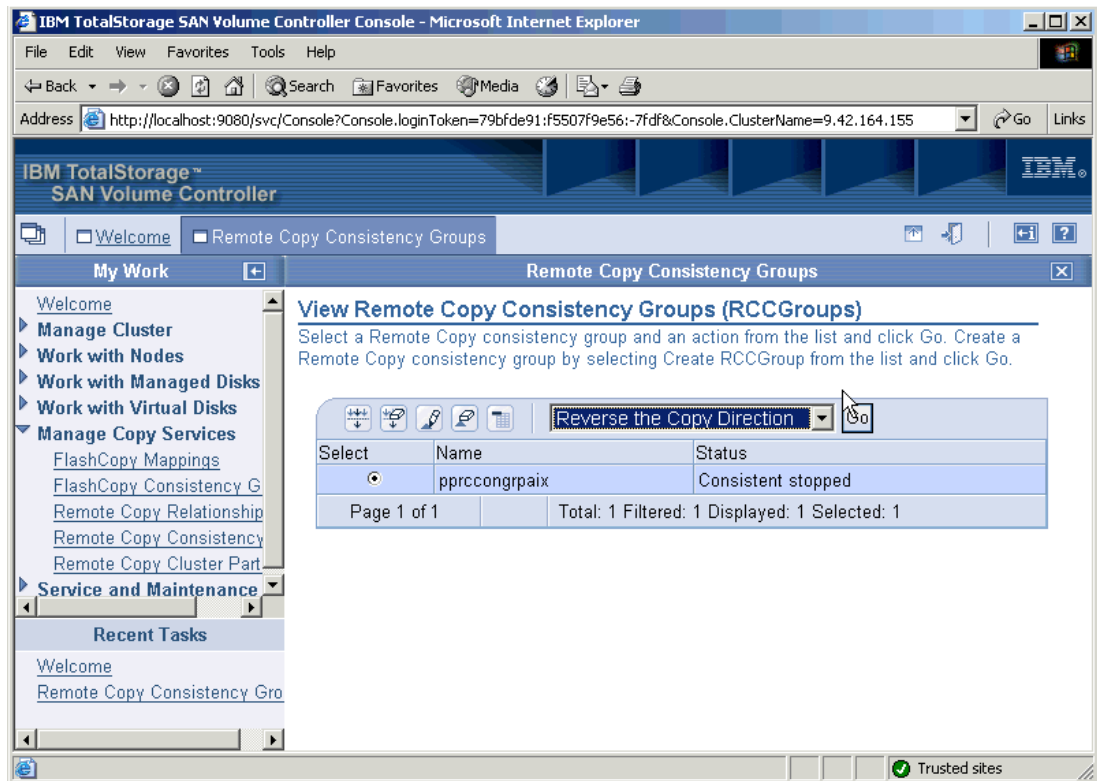 IBM TotalStorage SAN Volume Controller Console - Microsoft Internet Explorer
File Edit View Favorites Tools Help
Back Search Favorites Media
Address http://localhost:9080/svc/Console?Console.loginToken=79bfde91:f5507f9e56:-7fdf&Console.ClusterName=9.42.164.155 Go Links
IBM TotalStorage™
SAN Volume Controller
IBM®
Welcome Remote Copy Consistency Groups
My Work
Remote Copy Consistency Groups
Welcome
Manage Cluster
Work with Nodes
Work with Managed Disks
Work with Virtual Disks
Manage Copy Services
FlashCopy Mappings
FlashCopy Consistency G
Remote Copy Relationship
Remote Copy Consistency
Remote Copy Cluster Part
Service and Maintenance
Recent Tasks
Welcome
Remote Copy Consistency Gro
View Remote Copy Consistency Groups (RCCGroups)
Select a Remote Copy consistency group and an action from the list and click Go. Create a
Remote Copy consistency group by selecting Create RCCGroup from the list and click Go.
Reverse the Copy Direction Go
Select Name Status
pprccongrpaix Consistent stopped
Page 1 of 1 Total: 1 Filtered: 1 Displayed: 1 Selected: 1
Trusted sites